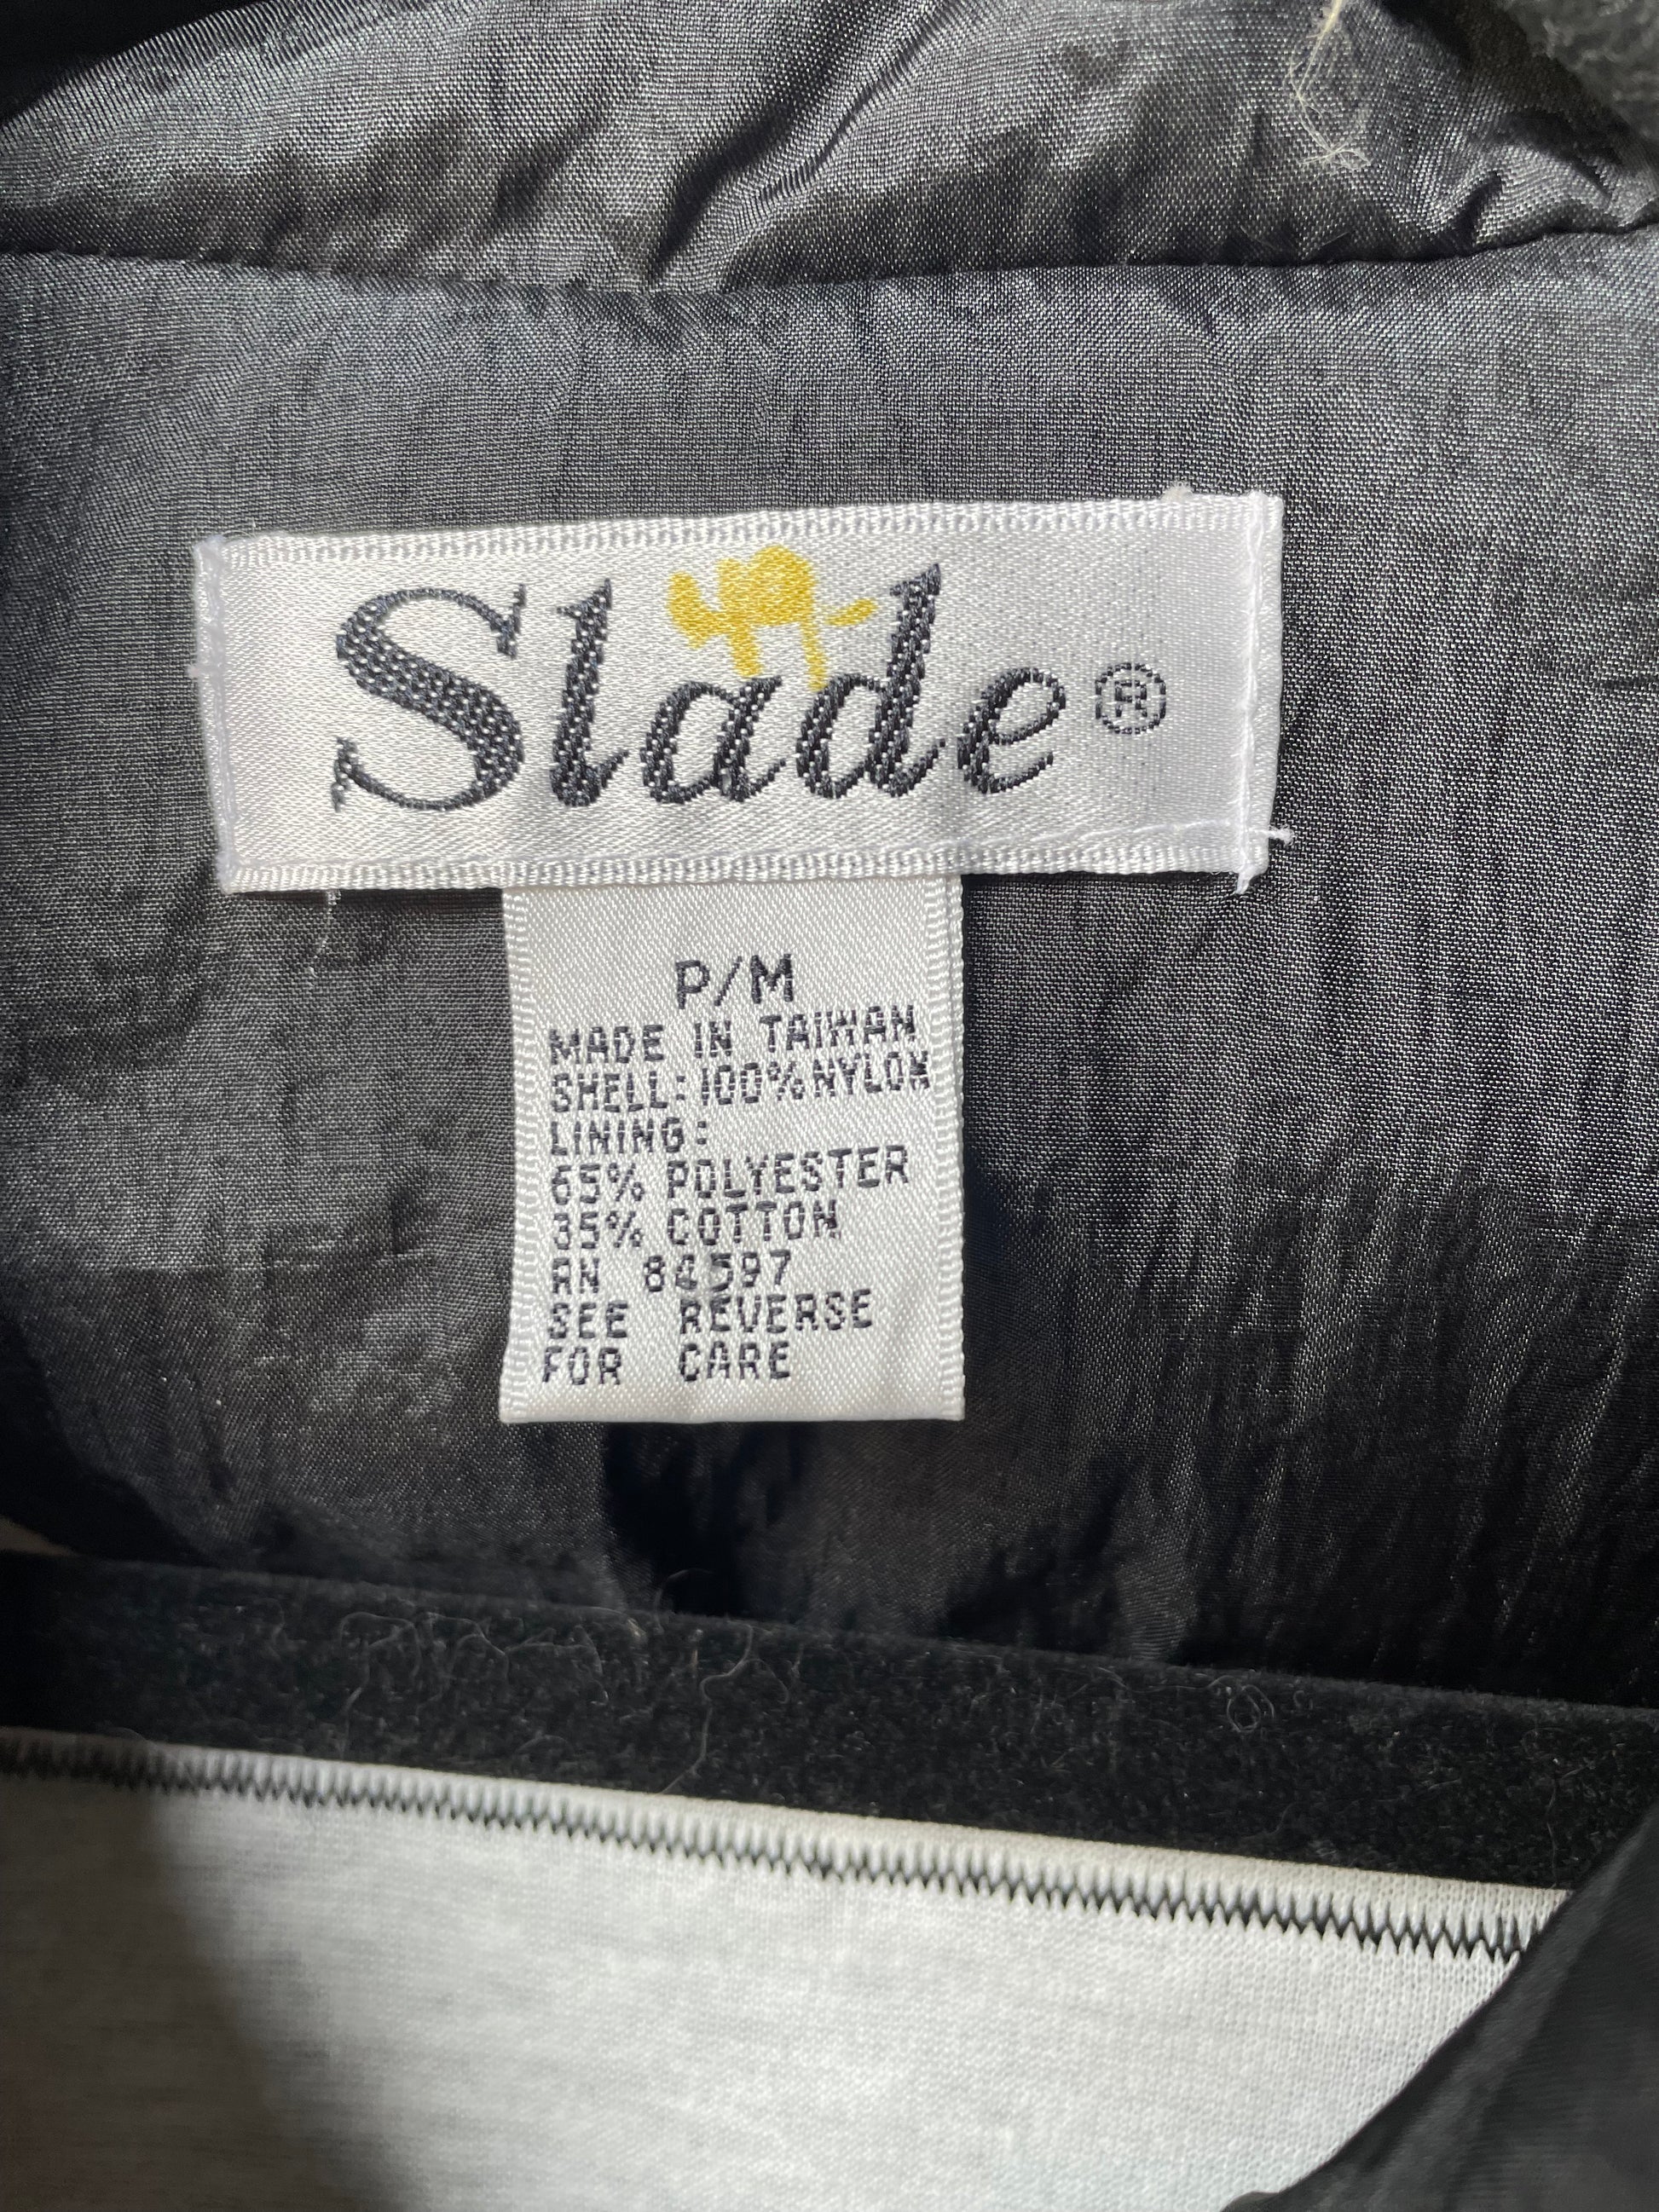 Slade®
P/M
MADE IN TAIWAN
SHELL: 100% NYLON
LINING:
65% POLYESTER
35% COTTON
RN 84597
SEE REVERSE
FOR CARE